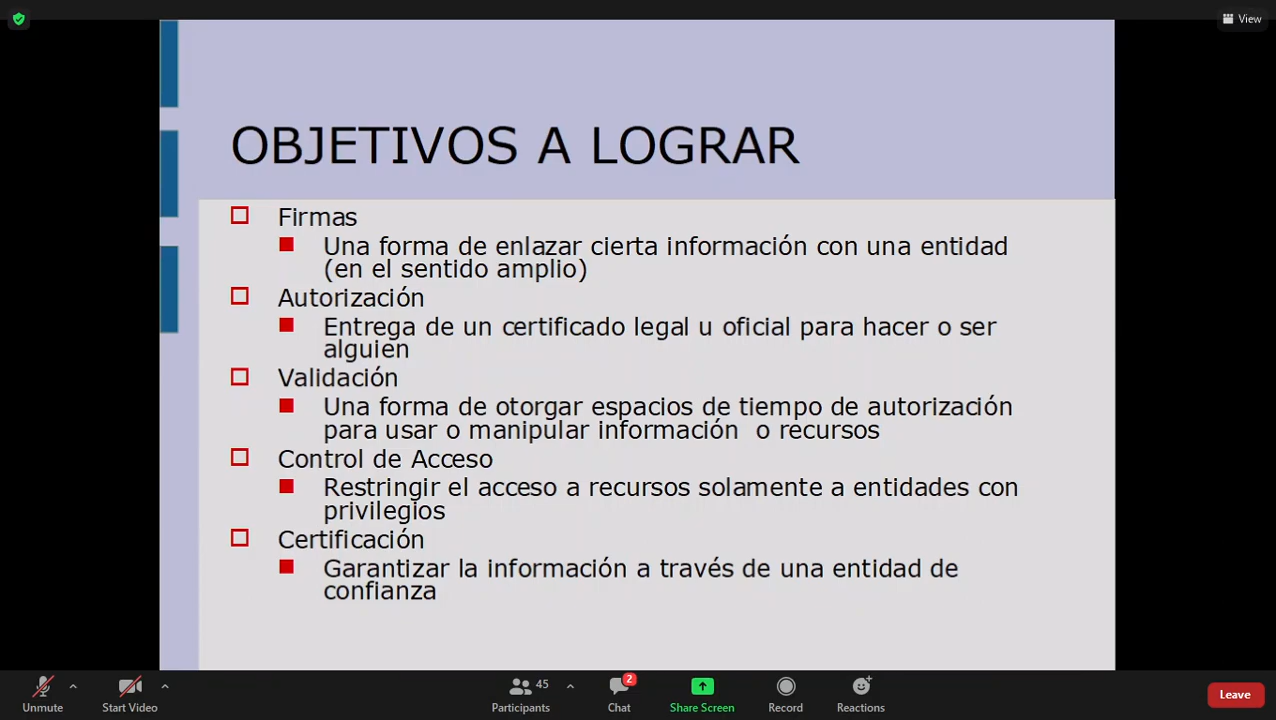 View
OBJETIVOS A LOGRAR
Firmas
Una forma de enlazar cierta información con una entidad
(en el sentido amplio)
Autorización
Entrega de un certificado legal u oficial para hacer o ser
alguien
Validación
Una forma de otorgar espacios de tiempo de autorización
para usar o manipular información o recursos
Control de Acceso
Restringir el acceso a recursos solamente a entidades con
privilegios
Certificación
Garantizar la información a través de una entidad de
confianza
45
2
Unmute
Start Video
Participants
Chat
Share Screen
Record
Reactions
Leave